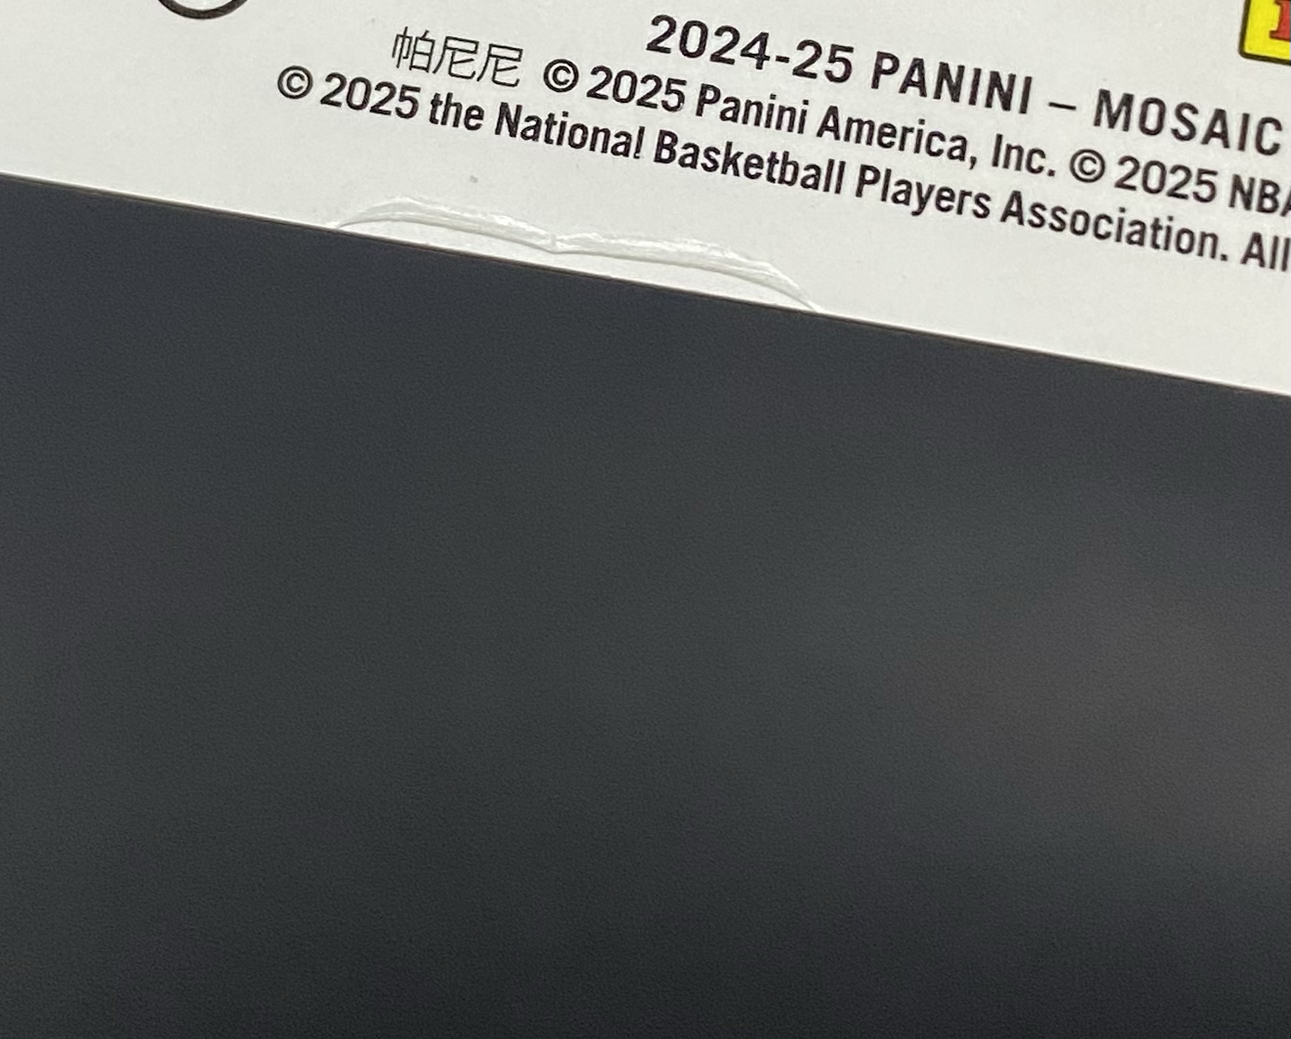 2024-25 PANINI – MOSAIC
帕尼尼 © 2025 Panini America, Inc. © 2025 NBA
© 2025 the National Basketball Players Association. All